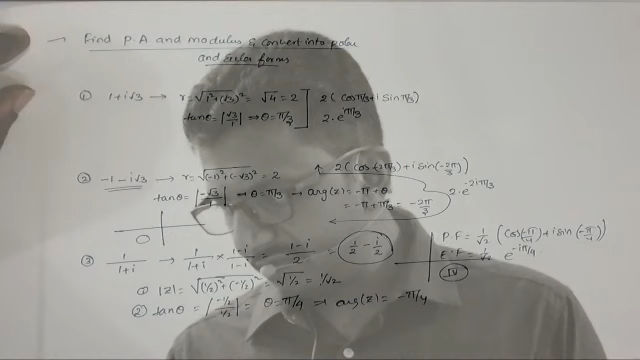 → Find P.A and modulus & convert into polar
and euler forms
① 1+i√3 → r=√(1²+(√3)²) = √4 = 2 ] 2(cosπ/3+i sinπ/3)
tanθ = |√3/1| ⇒ θ=π/3 2·e^(iπ/3)
② -1-i√3 → r=√((-1)²+(-√3)²) = 2 2(cos(-2π/3)+i sin(-2π/3))
tanθ = |-√3/-1| → θ=π/3 → arg(z) = -π+θ 2·e^(-2iπ/3)
= -π+π/3 = -2π/3
③ 1/(1+i) → 1/(1+i) × (1-i)/(1-i) = (1-i)/2 = 1/2 - i/2 P.F = 1/√2 (cos(-π/4)+i sin(-π/4))
E.F = 1/√2 e^(-iπ/4)
IV
① |z| = √((1/2)²+(-1/2)²) = √(1/2) = 1/√2
② tanθ = |(-1/2)/(1/2)| = θ=π/4 ⇒ arg(z) = -π/4